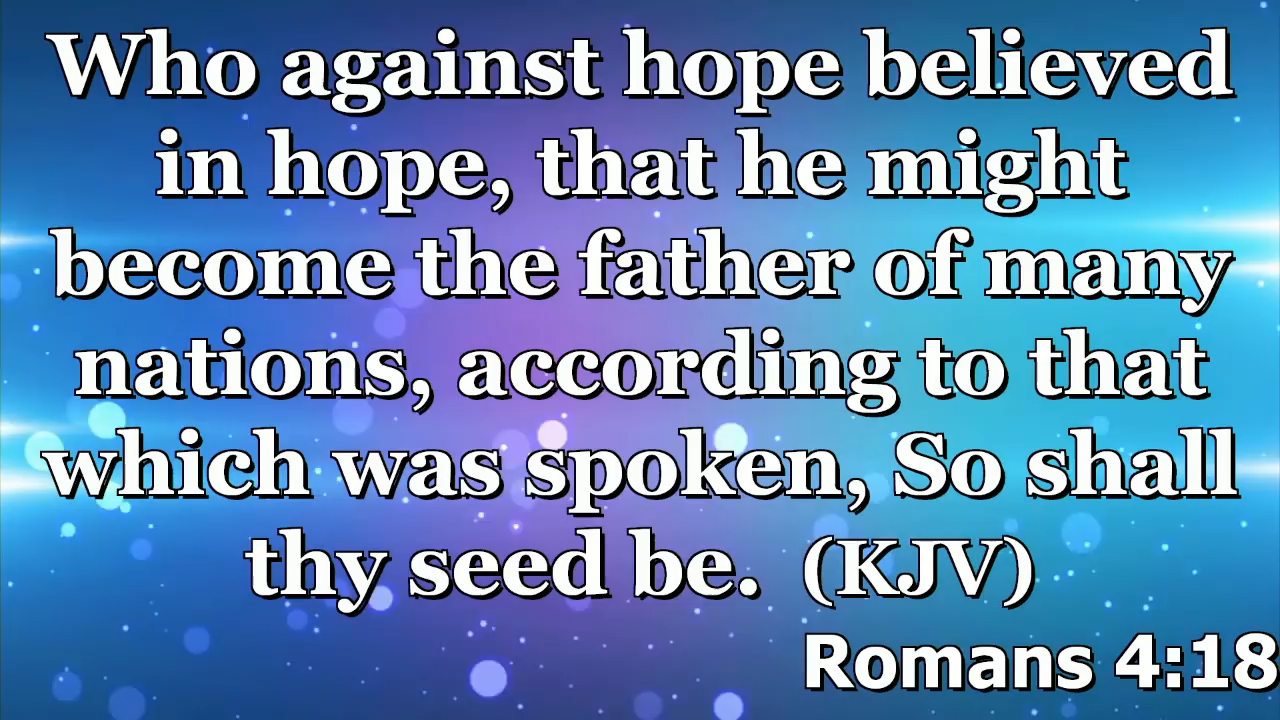 Who against hope believed
in hope, that he might
become the father of many
nations, according to that
which was spoken, So shall
thy seed be. (KJV)
Romans 4:18